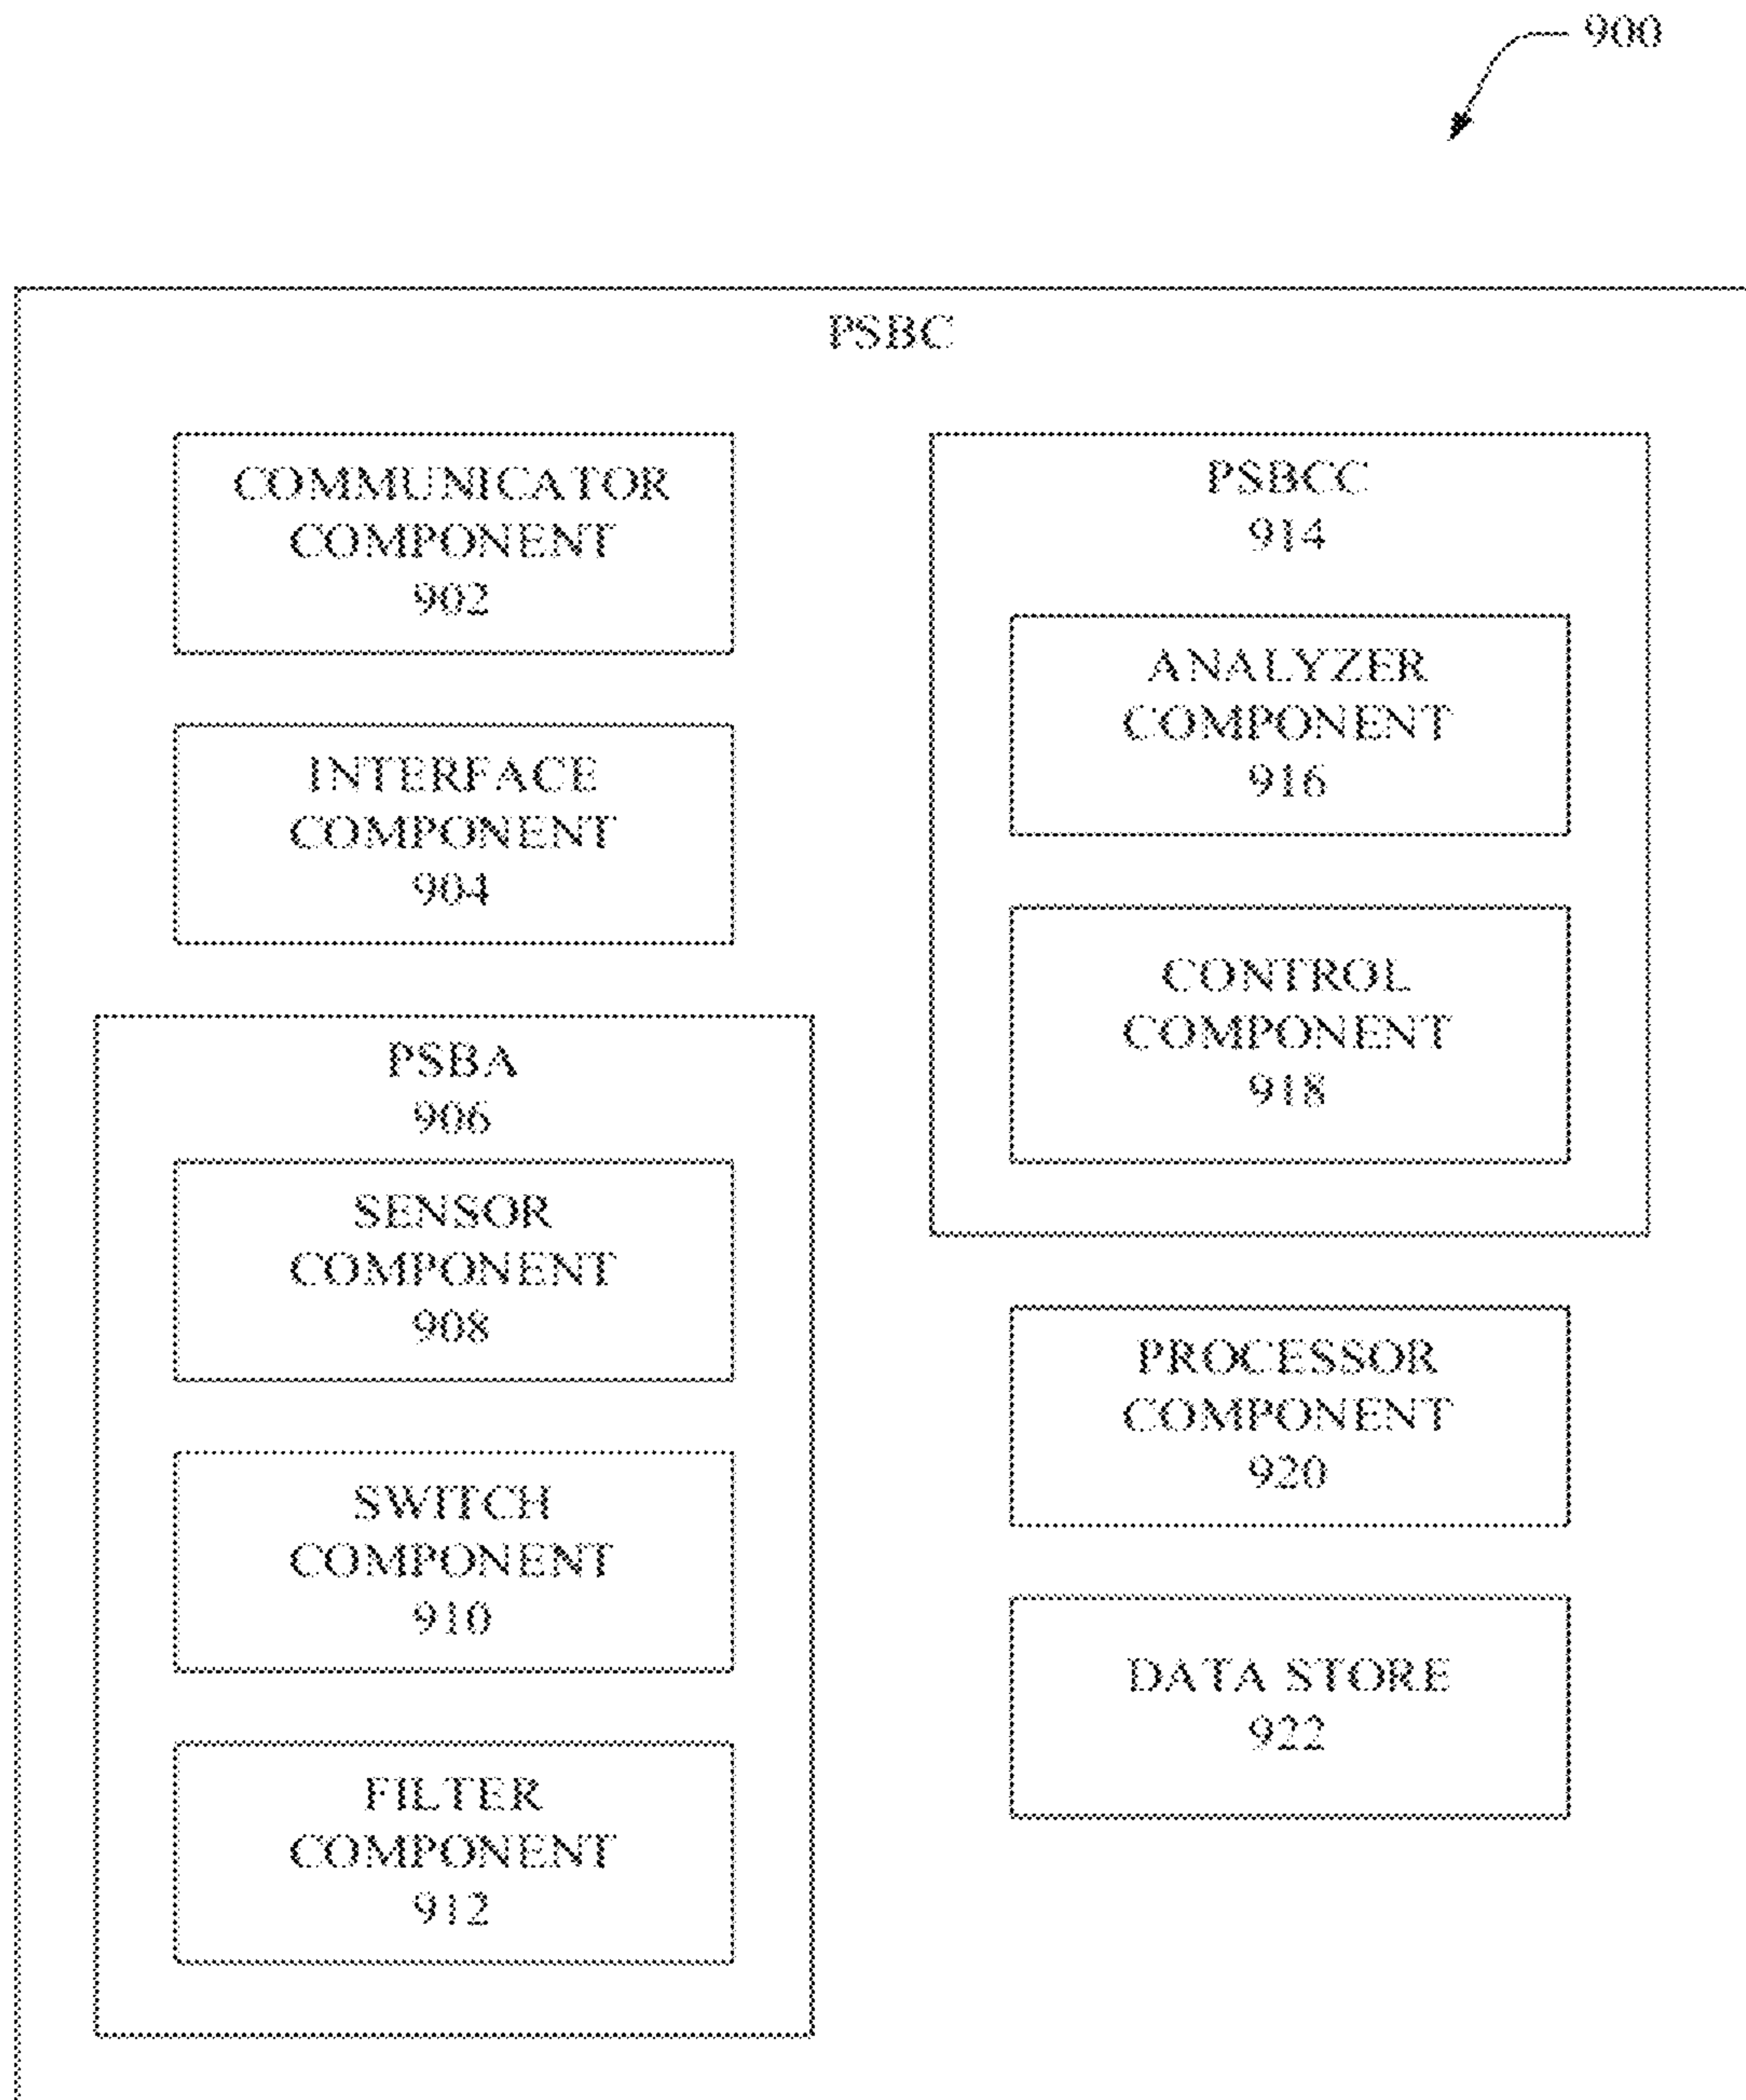 900
PSBC
COMMUNICATOR
COMPONENT
902
INTERFACE
COMPONENT
904
PSBA
906
SENSOR
COMPONENT
908
SWITCH
COMPONENT
910
FILTER
COMPONENT
912
PSBCC
914
ANALYZER
COMPONENT
916
CONTROL
COMPONENT
918
PROCESSOR
COMPONENT
920
DATA STORE
922